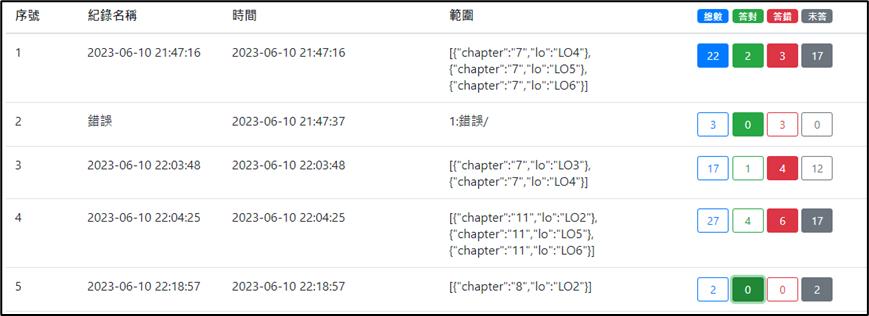 序號 紀錄名稱 時間 範圍 總數 答對 答錯 未答
1 2023-06-10 21:47:16 2023-06-10 21:47:16 [{"chapter":"7","lo":"LO4"}, 22 2 3 17
{"chapter":"7","lo":"LO5"},
{"chapter":"7","lo":"LO6"}]
2 錯誤 2023-06-10 21:47:37 1:錯誤/ 3 0 3 0
3 2023-06-10 22:03:48 2023-06-10 22:03:48 [{"chapter":"7","lo":"LO3"}, 17 1 4 12
{"chapter":"7","lo":"LO4"}]
4 2023-06-10 22:04:25 2023-06-10 22:04:25 [{"chapter":"11","lo":"LO2"}, 27 4 6 17
{"chapter":"11","lo":"LO5"},
{"chapter":"11","lo":"LO6"}]
5 2023-06-10 22:18:57 2023-06-10 22:18:57 [{"chapter":"8","lo":"LO2"}] 2 0 0 2